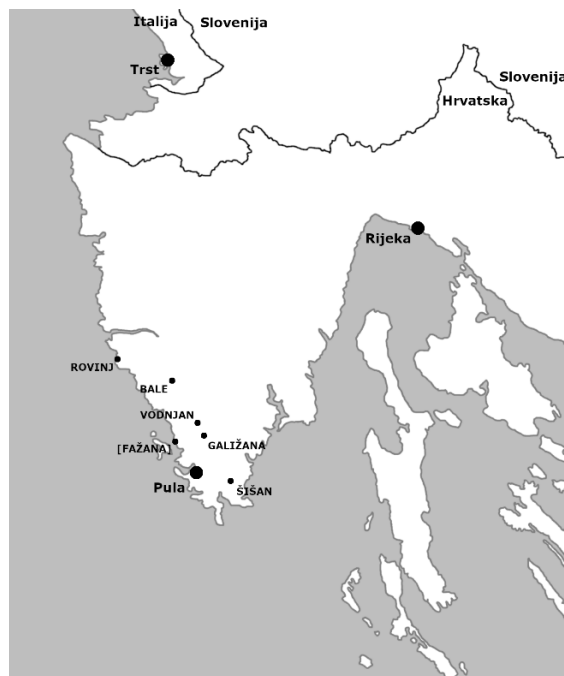 Italija
Slovenija
Trst
Slovenija
Hrvatska
Rijeka
ROVINJ
BALE
VODNJAN
GALIŽANA
[FAŽANA]
Pula
ŠIŠAN